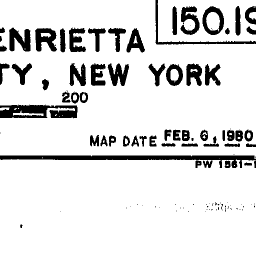 150.19
ENRIETTA
TY, NEW YORK
200
MAP DATE FEB. 6, 1980
PW 1561-1